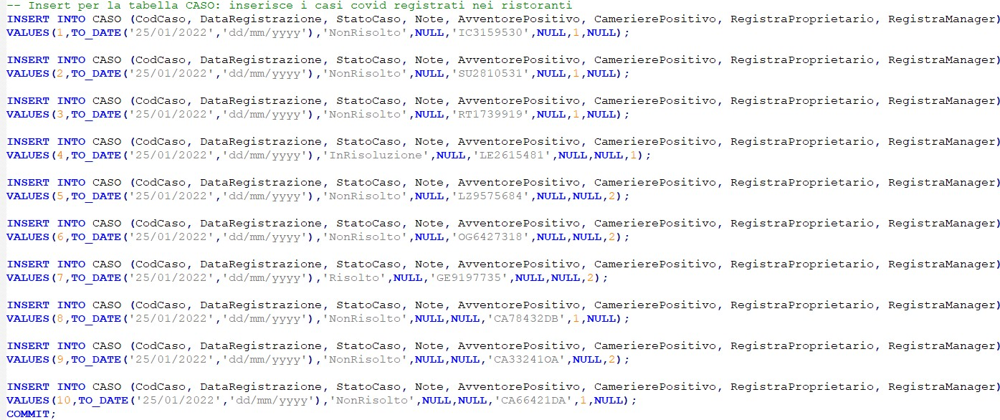 -- Insert per la tabella CASO: inserisce i casi covid registrati nei ristoranti
INSERT INTO CASO (CodCaso, DataRegistrazione, StatoCaso, Note, AvventorePositivo, CamerierePositivo, RegistraProprietario, RegistraManager)
VALUES(1,TO_DATE('25/01/2022','dd/mm/yyyy'),'NonRisolto',NULL,'IC3159530',NULL,1,NULL);
INSERT INTO CASO (CodCaso, DataRegistrazione, StatoCaso, Note, AvventorePositivo, CamerierePositivo, RegistraProprietario, RegistraManager)
VALUES(2,TO_DATE('25/01/2022','dd/mm/yyyy'),'NonRisolto',NULL,'SU2810531',NULL,1,NULL);
INSERT INTO CASO (CodCaso, DataRegistrazione, StatoCaso, Note, AvventorePositivo, CamerierePositivo, RegistraProprietario, RegistraManager)
VALUES(3,TO_DATE('25/01/2022','dd/mm/yyyy'),'NonRisolto',NULL,'RT1739919',NULL,1,NULL);
INSERT INTO CASO (CodCaso, DataRegistrazione, StatoCaso, Note, AvventorePositivo, CamerierePositivo, RegistraProprietario, RegistraManager)
VALUES(4,TO_DATE('25/01/2022','dd/mm/yyyy'),'InRisoluzione',NULL,'LE2615481',NULL,NULL,1);
INSERT INTO CASO (CodCaso, DataRegistrazione, StatoCaso, Note, AvventorePositivo, CamerierePositivo, RegistraProprietario, RegistraManager)
VALUES(5,TO_DATE('25/01/2022','dd/mm/yyyy'),'NonRisolto',NULL,'LZ9575684',NULL,NULL,2);
INSERT INTO CASO (CodCaso, DataRegistrazione, StatoCaso, Note, AvventorePositivo, CamerierePositivo, RegistraProprietario, RegistraManager)
VALUES(6,TO_DATE('25/01/2022','dd/mm/yyyy'),'NonRisolto',NULL,'OG6427318',NULL,NULL,2);
INSERT INTO CASO (CodCaso, DataRegistrazione, StatoCaso, Note, AvventorePositivo, CamerierePositivo, RegistraProprietario, RegistraManager)
VALUES(7,TO_DATE('25/01/2022','dd/mm/yyyy'),'Risolto',NULL,'GE9197735',NULL,NULL,2);
INSERT INTO CASO (CodCaso, DataRegistrazione, StatoCaso, Note, AvventorePositivo, CamerierePositivo, RegistraProprietario, RegistraManager)
VALUES(8,TO_DATE('25/01/2022','dd/mm/yyyy'),'NonRisolto',NULL,NULL,'CA78432DB',1,NULL);
INSERT INTO CASO (CodCaso, DataRegistrazione, StatoCaso, Note, AvventorePositivo, CamerierePositivo, RegistraProprietario, RegistraManager)
VALUES(9,TO_DATE('25/01/2022','dd/mm/yyyy'),'NonRisolto',NULL,NULL,'CA33241OA',NULL,2);
INSERT INTO CASO (CodCaso, DataRegistrazione, StatoCaso, Note, AvventorePositivo, CamerierePositivo, RegistraProprietario, RegistraManager)
VALUES(10,TO_DATE('25/01/2022','dd/mm/yyyy'),'NonRisolto',NULL,NULL,'CA66421DA',1,NULL);
COMMIT;